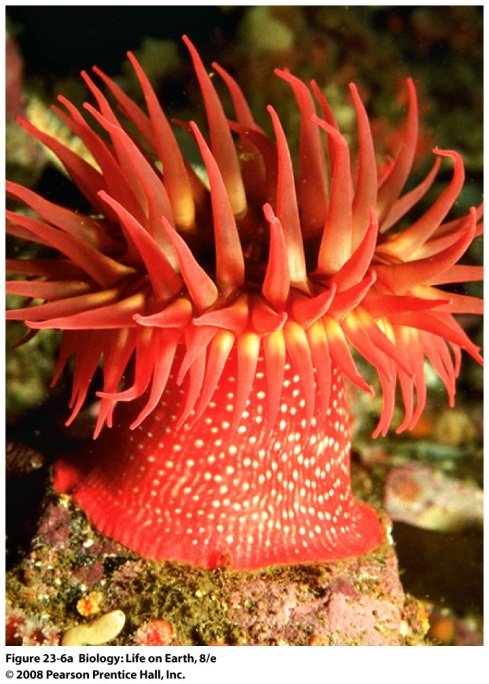 Figure 23-6a  Biology: Life on Earth, 8/e
© 2008 Pearson Prentice Hall, Inc.